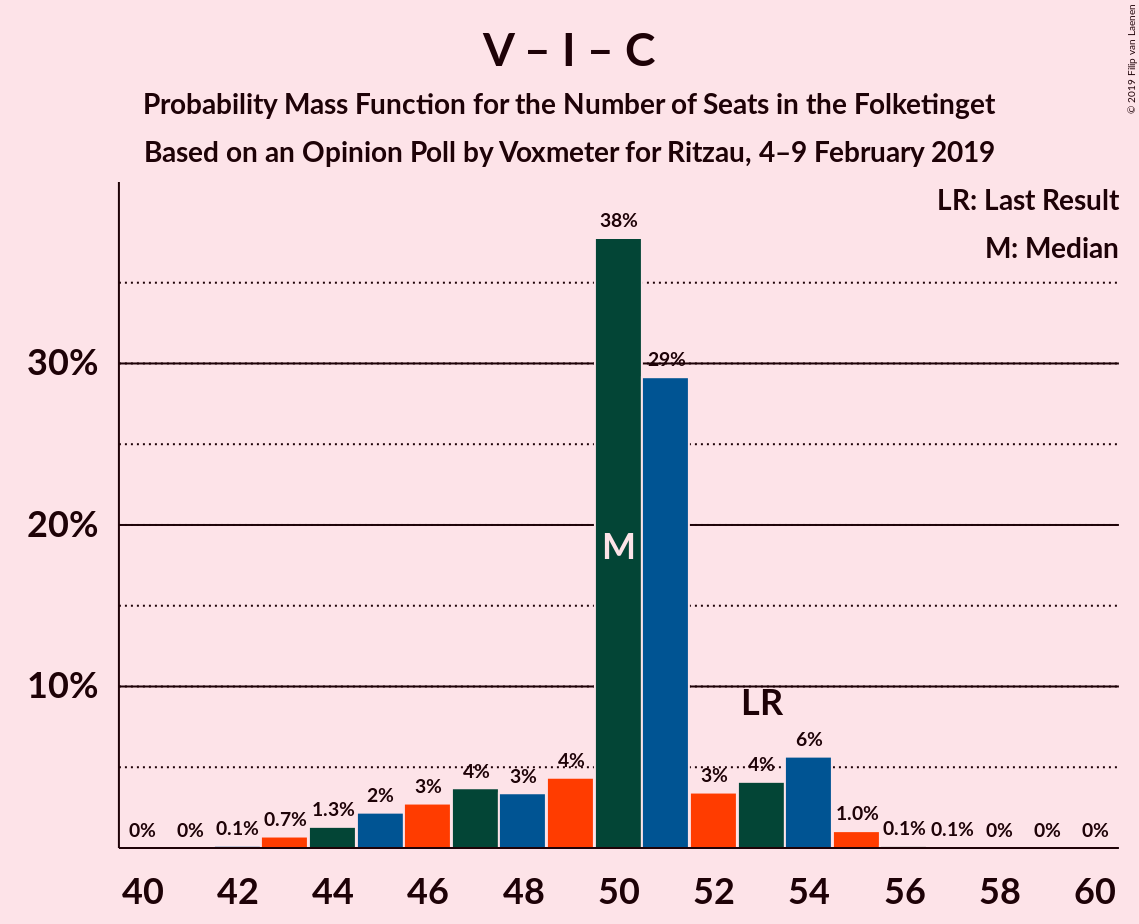 V – I – C
Probability Mass Function for the Number of Seats in the Folketinget
Based on an Opinion Poll by Voxmeter for Ritzau, 4–9 February 2019
© 2019 Filip van Laenen
LR: Last Result
M: Median
38%
30%
29%
20%
M
10%
LR
0%
0%
0.1%
0.7%
1.3%
2%
3%
4%
3%
4%
3%
4%
6%
1.0%
0.1%
0.1%
0%
0%
0%
40 42 44 46 48 50 52 54 56 58 60